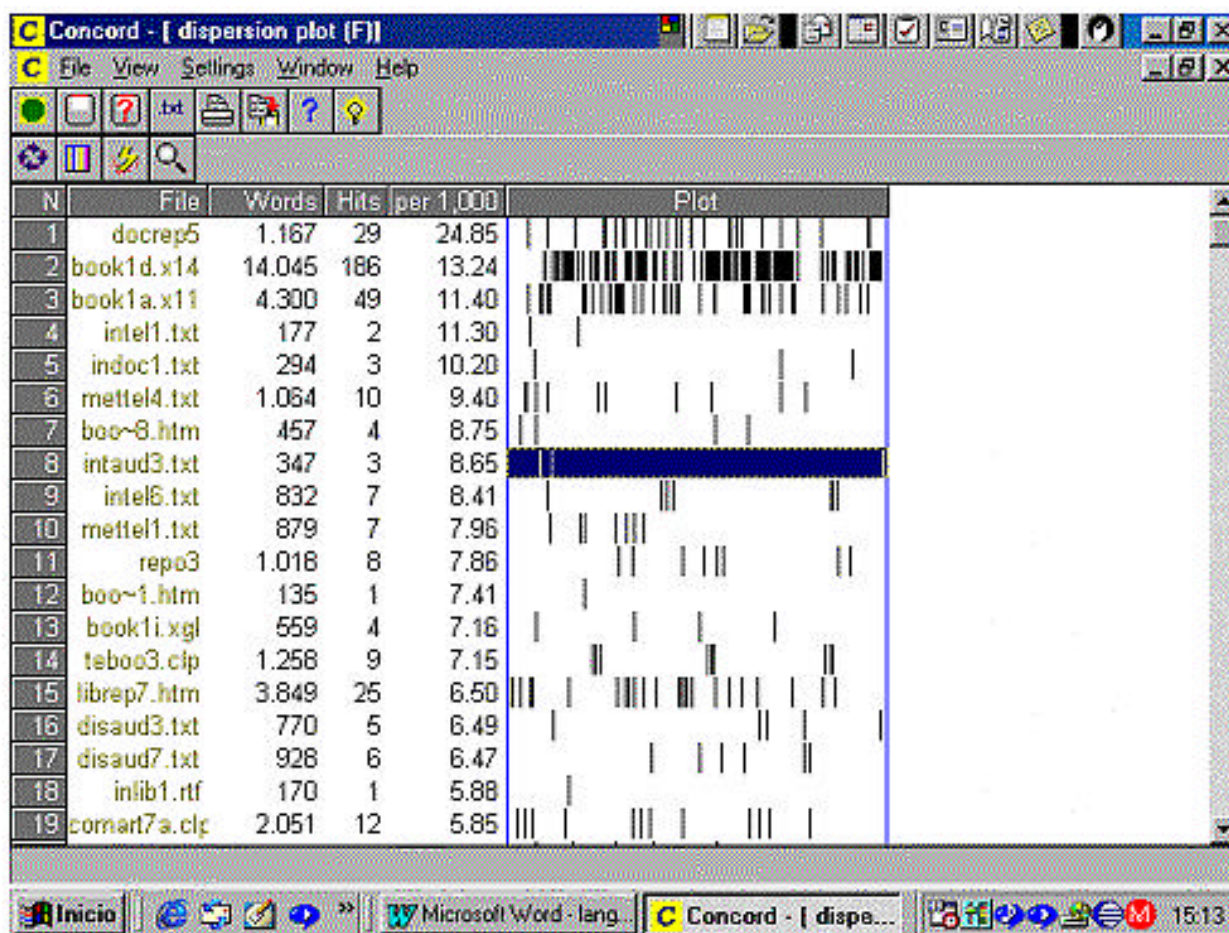 Concord - [ dispersion plot (F)]
File View Settings Window Help
.txt
N File Words Hits per 1,000 Plot
1 docrep5 1.167 29 24.85
2 book1d.x14 14.045 186 13.24
3 book1a.x11 4.300 49 11.40
4 intel1.txt 177 2 11.30
5 indoc1.txt 294 3 10.20
6 mettel4.txt 1.064 10 9.40
7 boo~8.htm 457 4 8.75
8 intaud3.txt 347 3 8.65
9 intel6.txt 832 7 8.41
10 mettel1.txt 879 7 7.96
11 repo3 1.018 8 7.86
12 boo~1.htm 135 1 7.41
13 book1i.xgl 559 4 7.16
14 teboo3.clp 1.258 9 7.15
15 librep7.htm 3.849 25 6.50
16 disaud3.txt 770 5 6.49
17 disaud7.txt 928 6 6.47
18 inlib1.rtf 170 1 5.88
19 comart7a.clp 2.051 12 5.85
Inicio Microsoft Word - lang... Concord - [ dispe... 15:13